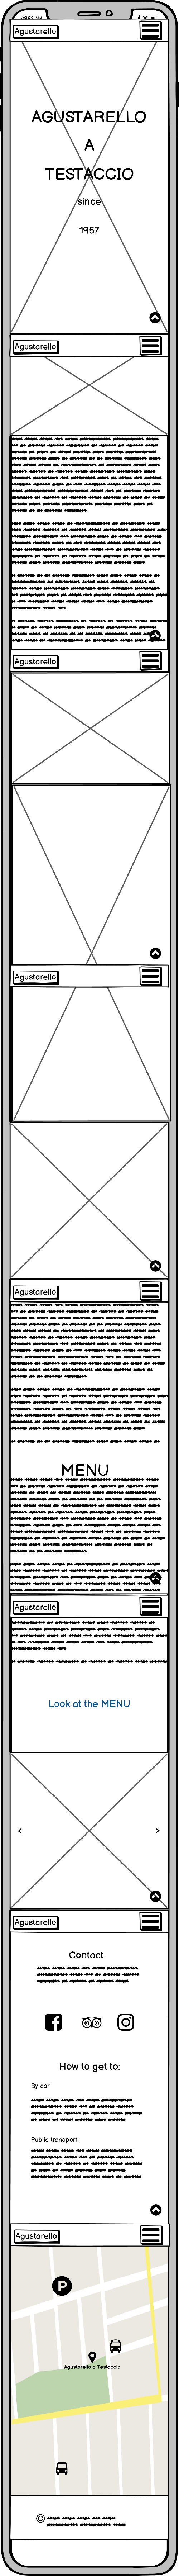 Agustarello
AGUSTARELLO
A
TESTACCIO
since
1957
Agustarello
Agustarello
Agustarello
Agustarello
MENU
Agustarello
Look at the MENU
<
>
Agustarello
Contact
How to get to:
By car:
Public transport:
Agustarello
P
Agustarello a Testaccio
©